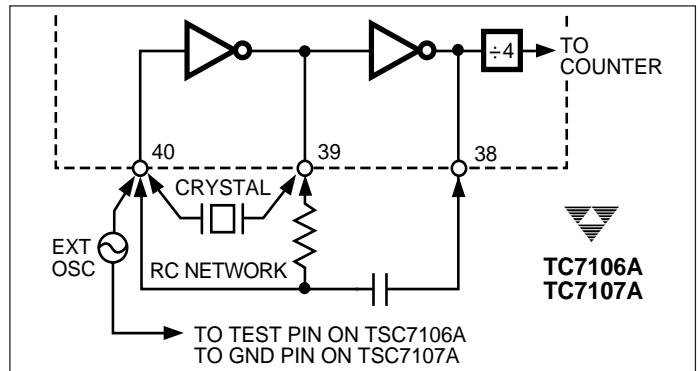 ÷4
TO
COUNTER
40
39
38
CRYSTAL
EXT
OSC
RC NETWORK
TC7106A
TC7107A
TO TEST PIN ON TSC7106A
TO GND PIN ON TSC7107A